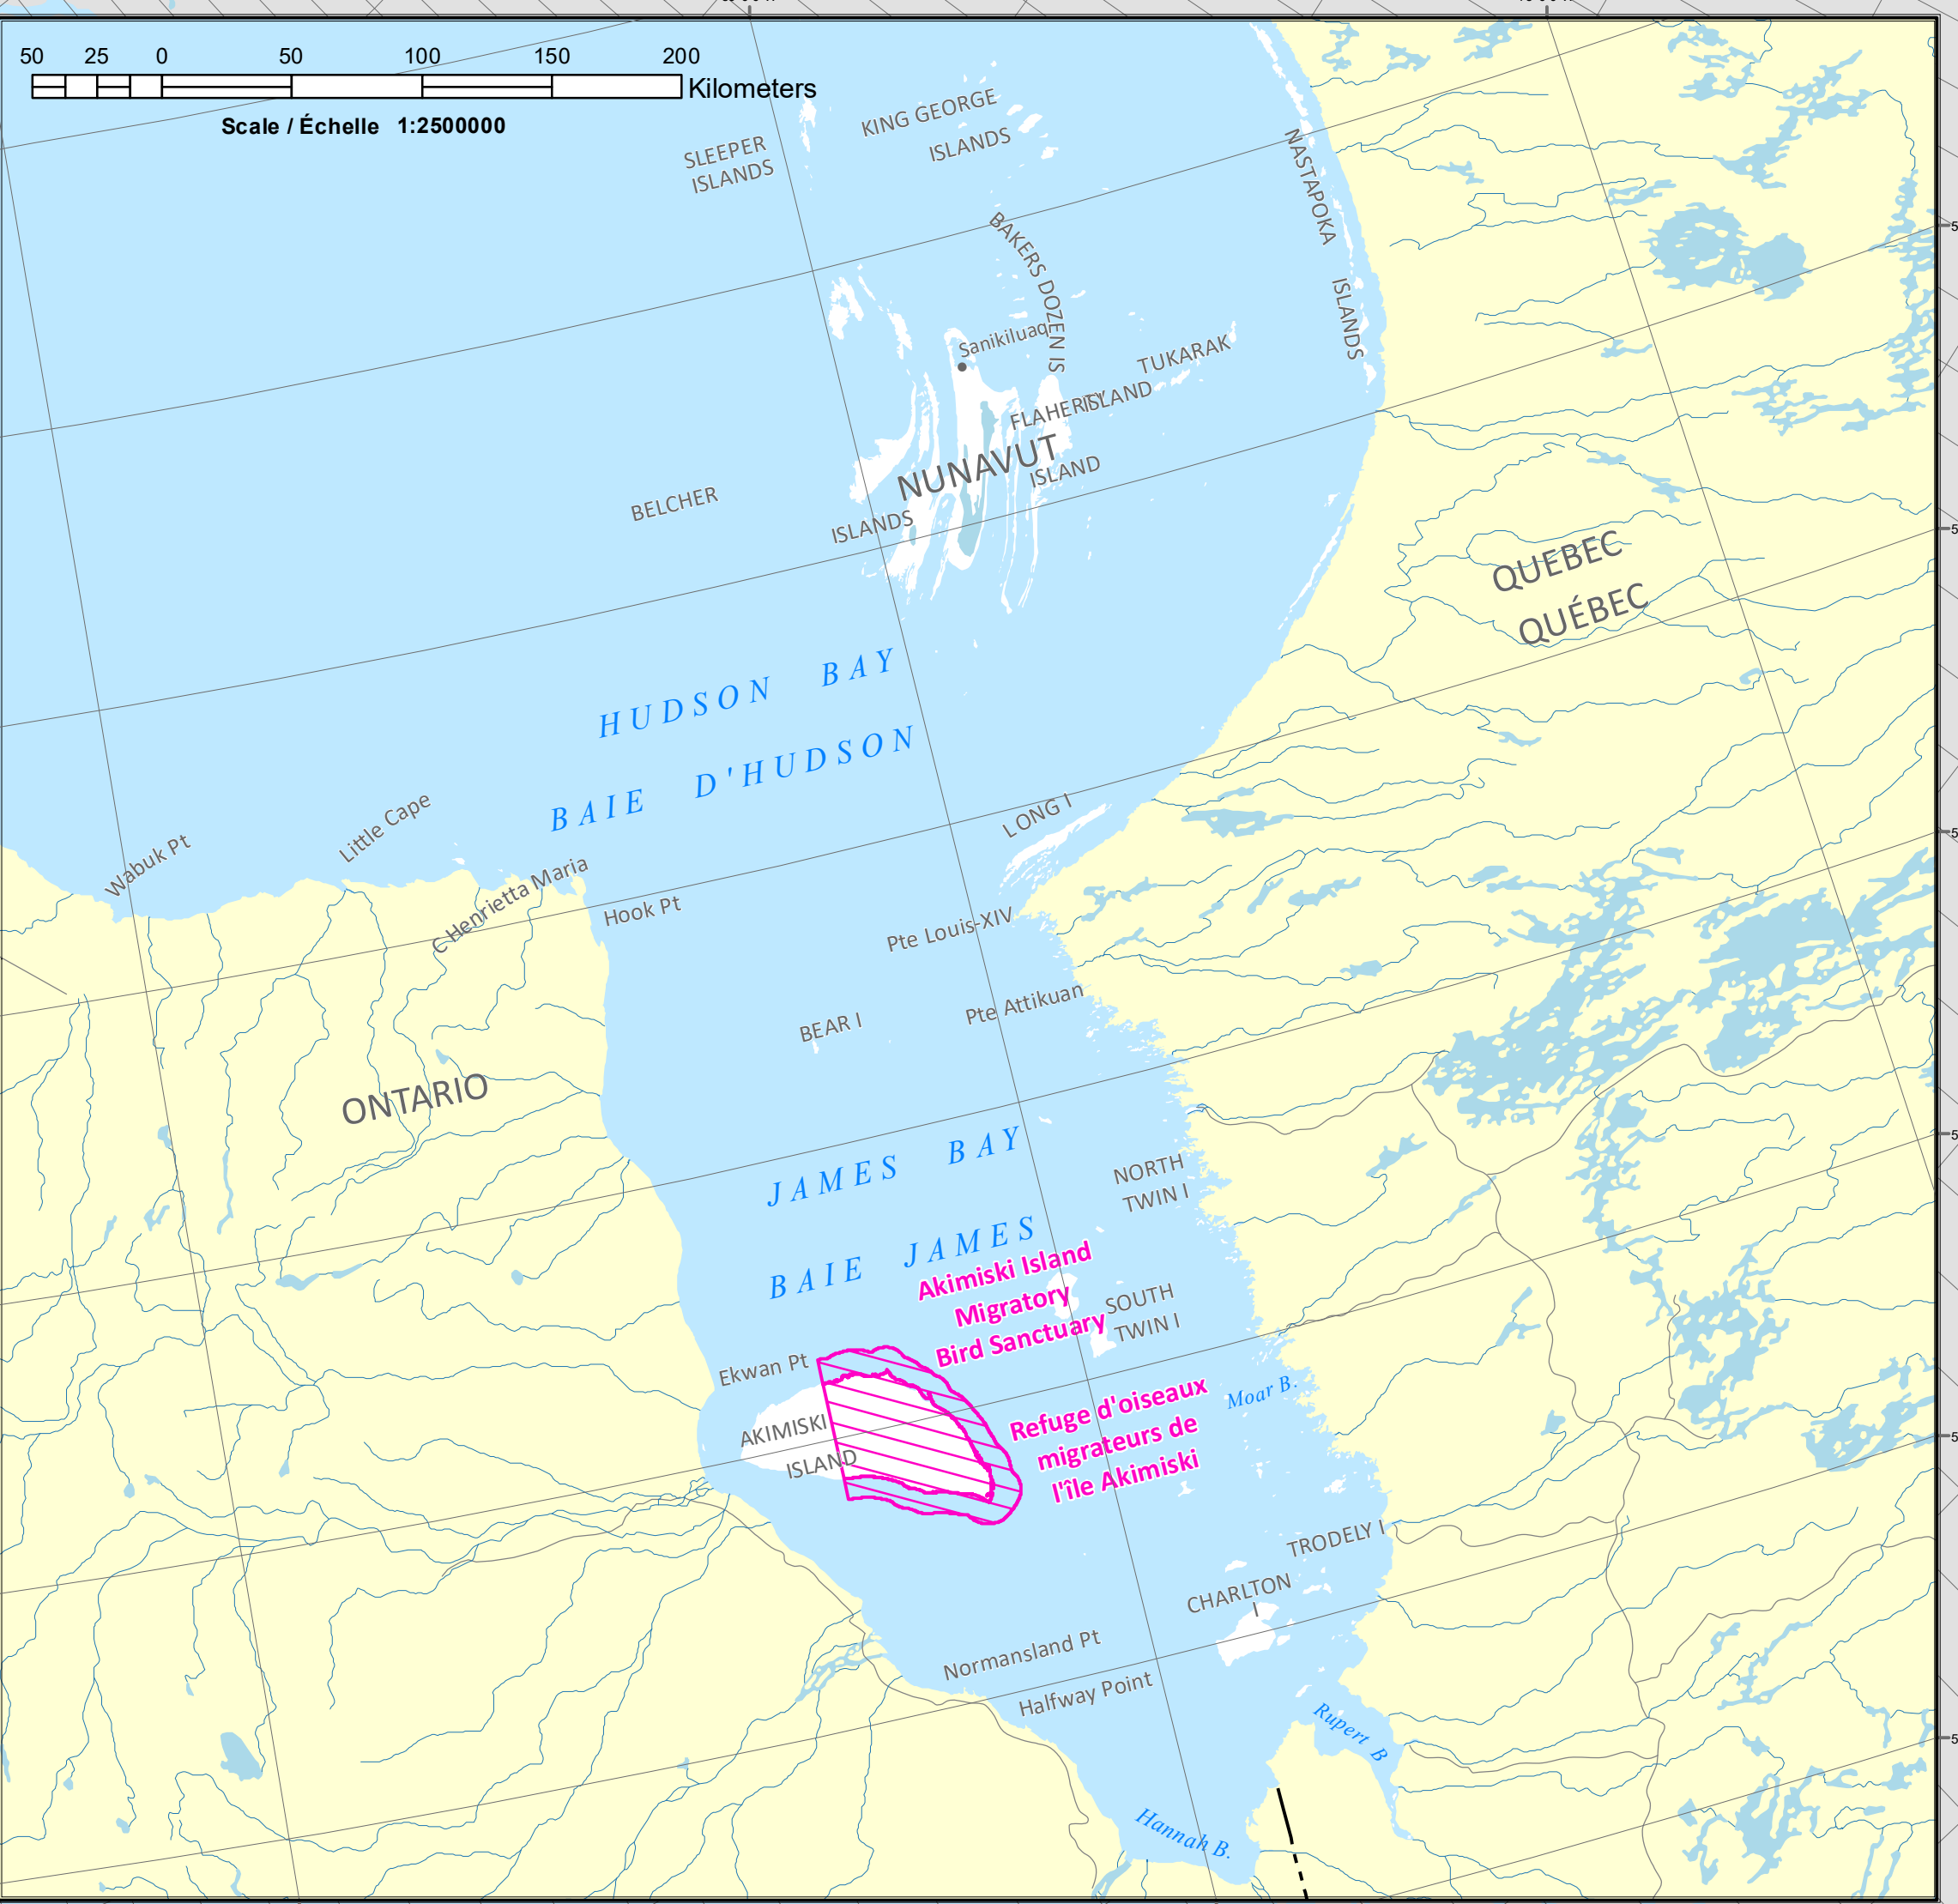 50 25 0 50 100 150 200
Kilometers
Scale / Échelle 1:2500000
SLEEPER
ISLANDS
KING GEORGE
ISLANDS
NASTAPOKA
ISLANDS
BAKERS DOZEN IS
Sanikiluaq
TUKARAK
ISLAND
FLAHERTY
ISLAND
NUNAVUT
BELCHER
ISLANDS
QUEBEC
QUÉBEC
HUDSON BAY
BAIE D'HUDSON
Wabuk Pt
Little Cape
C Henrietta Maria
Hook Pt
LONG I
Pte Louis-XIV
Pte Attikuan
BEAR I
ONTARIO
JAMES BAY
BAIE JAMES
NORTH
TWIN I
SOUTH
TWIN I
Akimiski Island
Migratory
Bird Sanctuary
Ekwan Pt
AKIMISKI
ISLAND
Refuge d'oiseaux
migrateurs de
l'île Akimiski
Moar B.
TRODELY I
CHARLTON
I
Normansland Pt
Halfway Point
Rupert B
Hannah B.